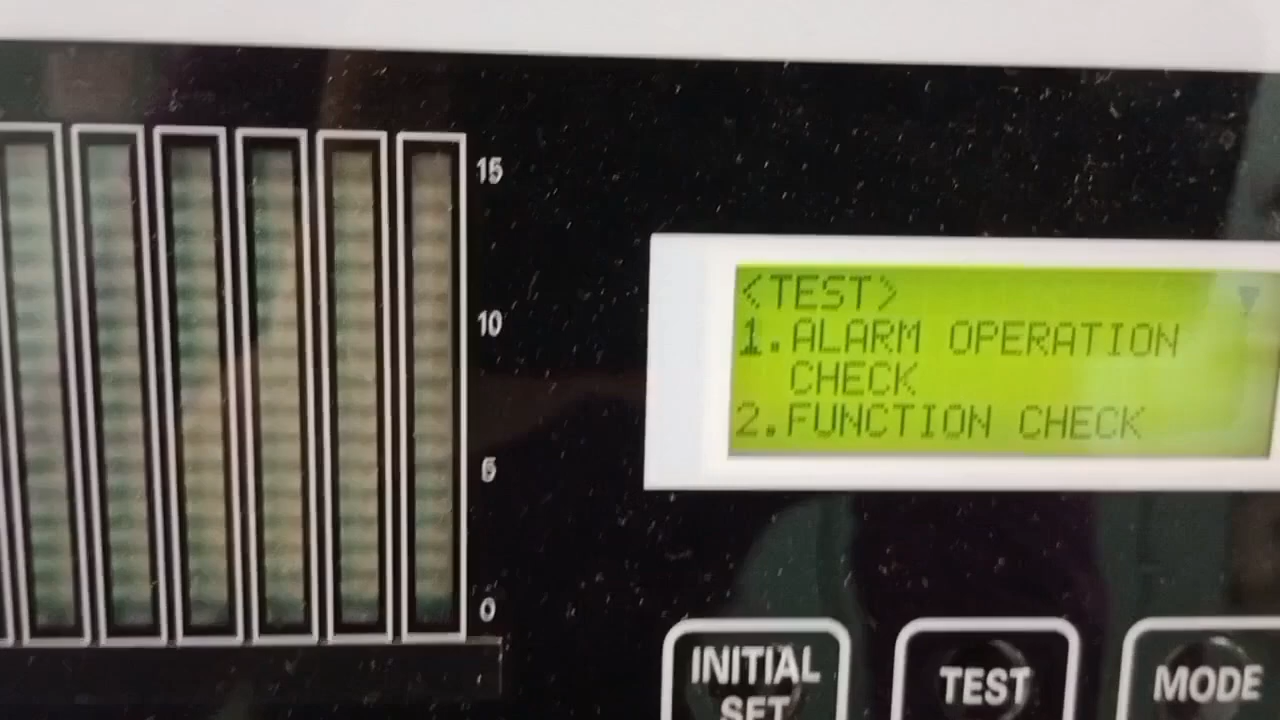 15
10
5
0
<TEST>
1.ALARM OPERATION
CHECK
2.FUNCTION CHECK
INITIAL
SET
TEST
MODE